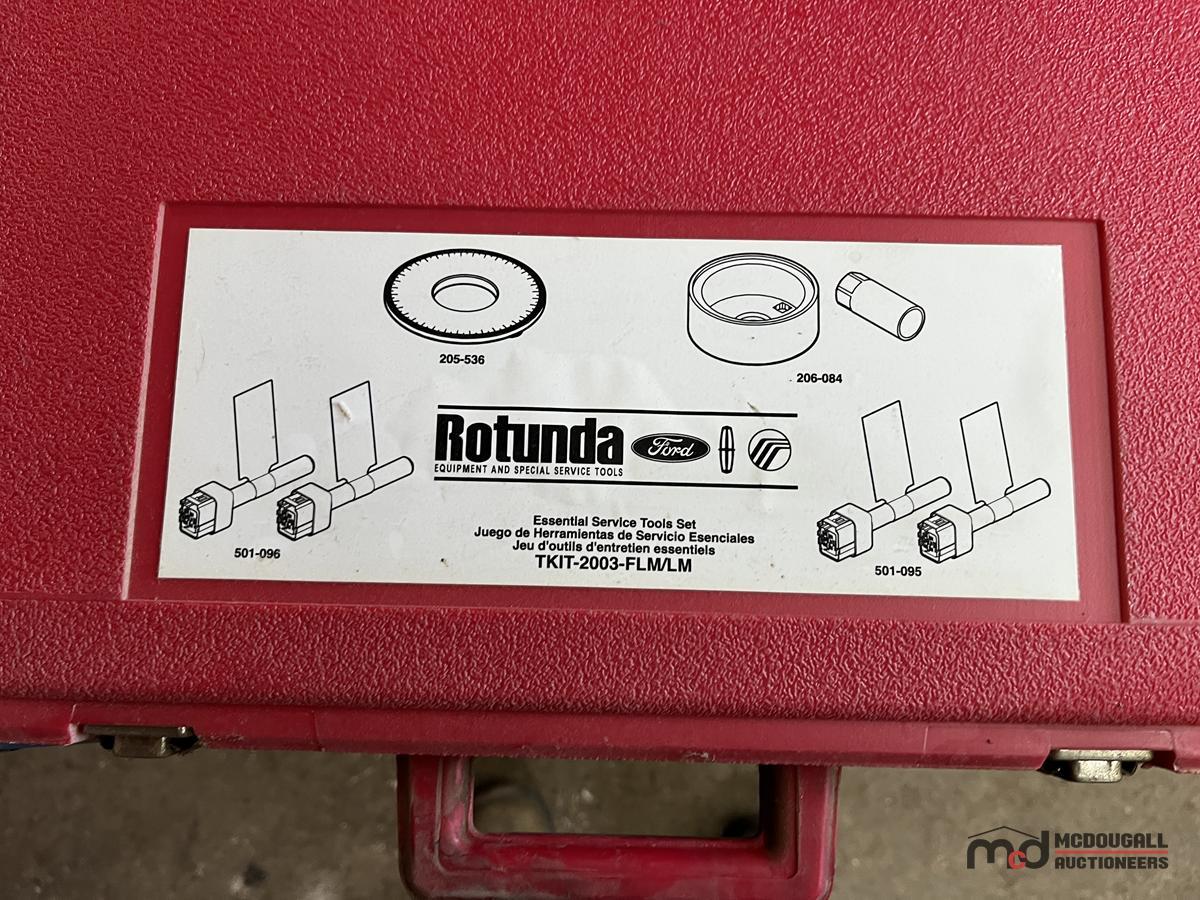 205-536
206-084
Rotunda
EQUIPMENT AND SPECIAL SERVICE TOOLS
Ford
501-096
Essential Service Tools Set
Juego de Herramientas de Servicio Esenciales
Jeu d'outils d'entretien essentiels
TKIT-2003-FLM/LM
501-095
mcd MCDOUGALL
AUCTIONEERS